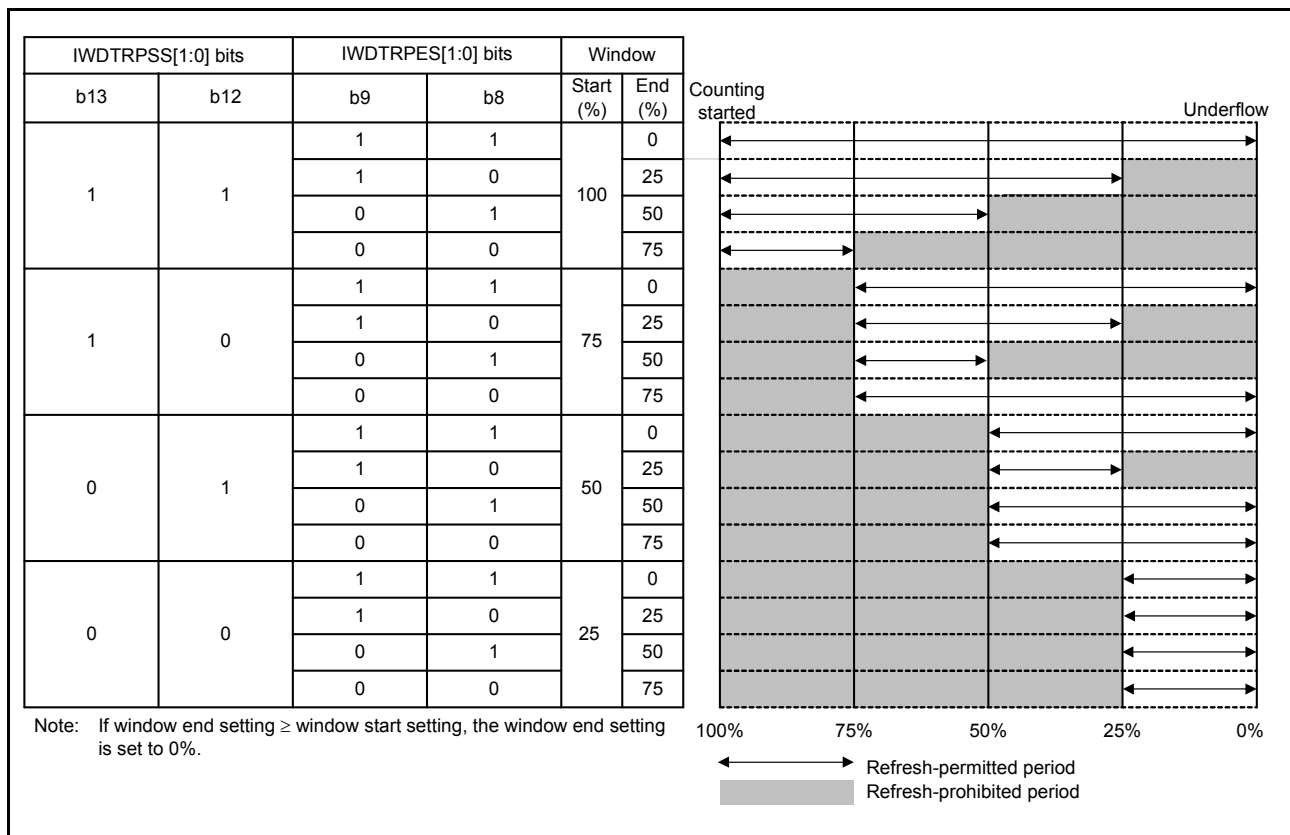 IWDTRPSS[1:0] bits IWDTRPES[1:0] bits Window
b13 b12 b9 b8 Start (%) End (%)
1 1 1 1 100 0
1 0 25
0 1 50
0 0 75
1 0 1 1 75 0
1 0 25
0 1 50
0 0 75
0 1 1 1 50 0
1 0 25
0 1 50
0 0 75
0 0 1 1 25 0
1 0 25
0 1 50
0 0 75
Note: If window end setting ≥ window start setting, the window end setting
is set to 0%.
Counting
started
Underflow
100% 75% 50% 25% 0%
Refresh-permitted period
Refresh-prohibited period